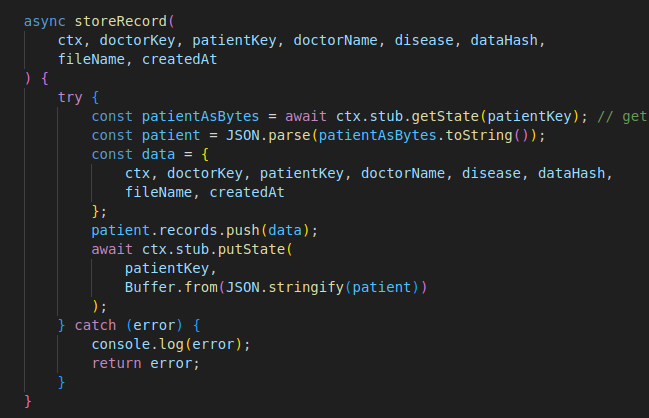 async storeRecord(
ctx, doctorKey, patientKey, doctorName, disease, dataHash,
fileName, createdAt
) {
try {
const patientAsBytes = await ctx.stub.getState(patientKey); // get
const patient = JSON.parse(patientAsBytes.toString());
const data = {
ctx, doctorKey, patientKey, doctorName, disease, dataHash,
fileName, createdAt
};
patient.records.push(data);
await ctx.stub.putState(
patientKey,
Buffer.from(JSON.stringify(patient))
);
} catch (error) {
console.log(error);
return error;
}
}